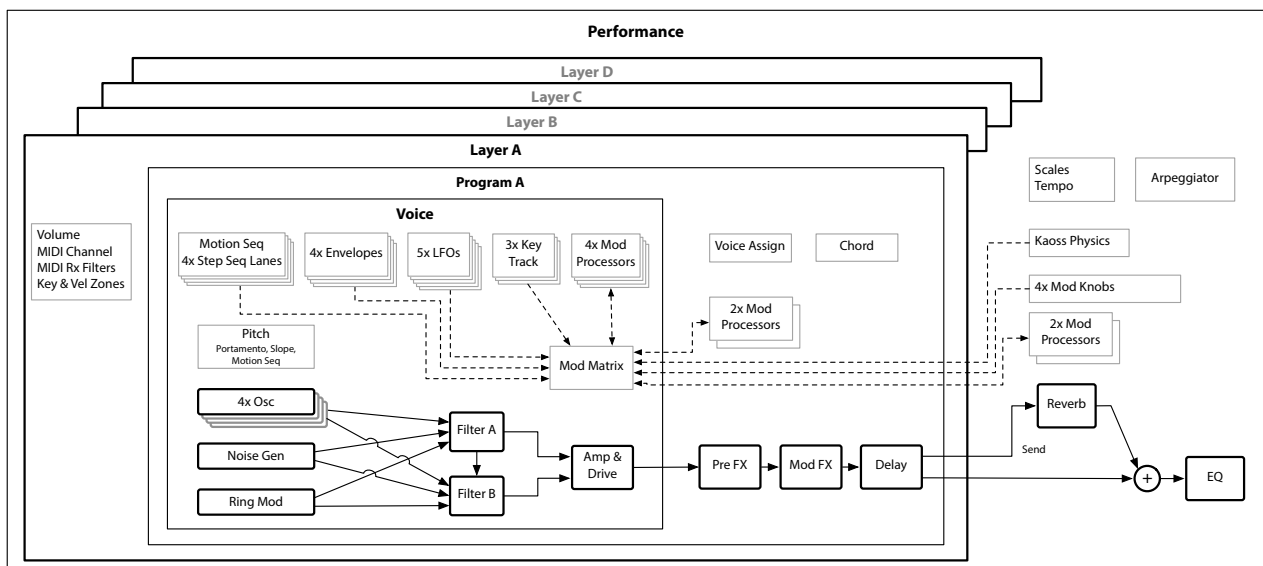 Performance
Layer D
Layer C
Layer B
Layer A
Program A
Voice
Volume
MIDI Channel
MIDI Rx Filters
Key & Vel Zones
Motion Seq
4x Step Seq Lanes
4x Envelopes
5x LFOs
3x Key
Track
4x Mod
Processors
Voice Assign
Chord
Scales
Tempo
Arpeggiator
Kaoss Physics
4x Mod Knobs
2x Mod
Processors
2x Mod
Processors
Pitch
Portamento, Slope,
Motion Seq
Mod Matrix
4x Osc
Noise Gen
Ring Mod
Filter A
Filter B
Amp &
Drive
Pre FX
Mod FX
Delay
Send
Reverb
+
EQ